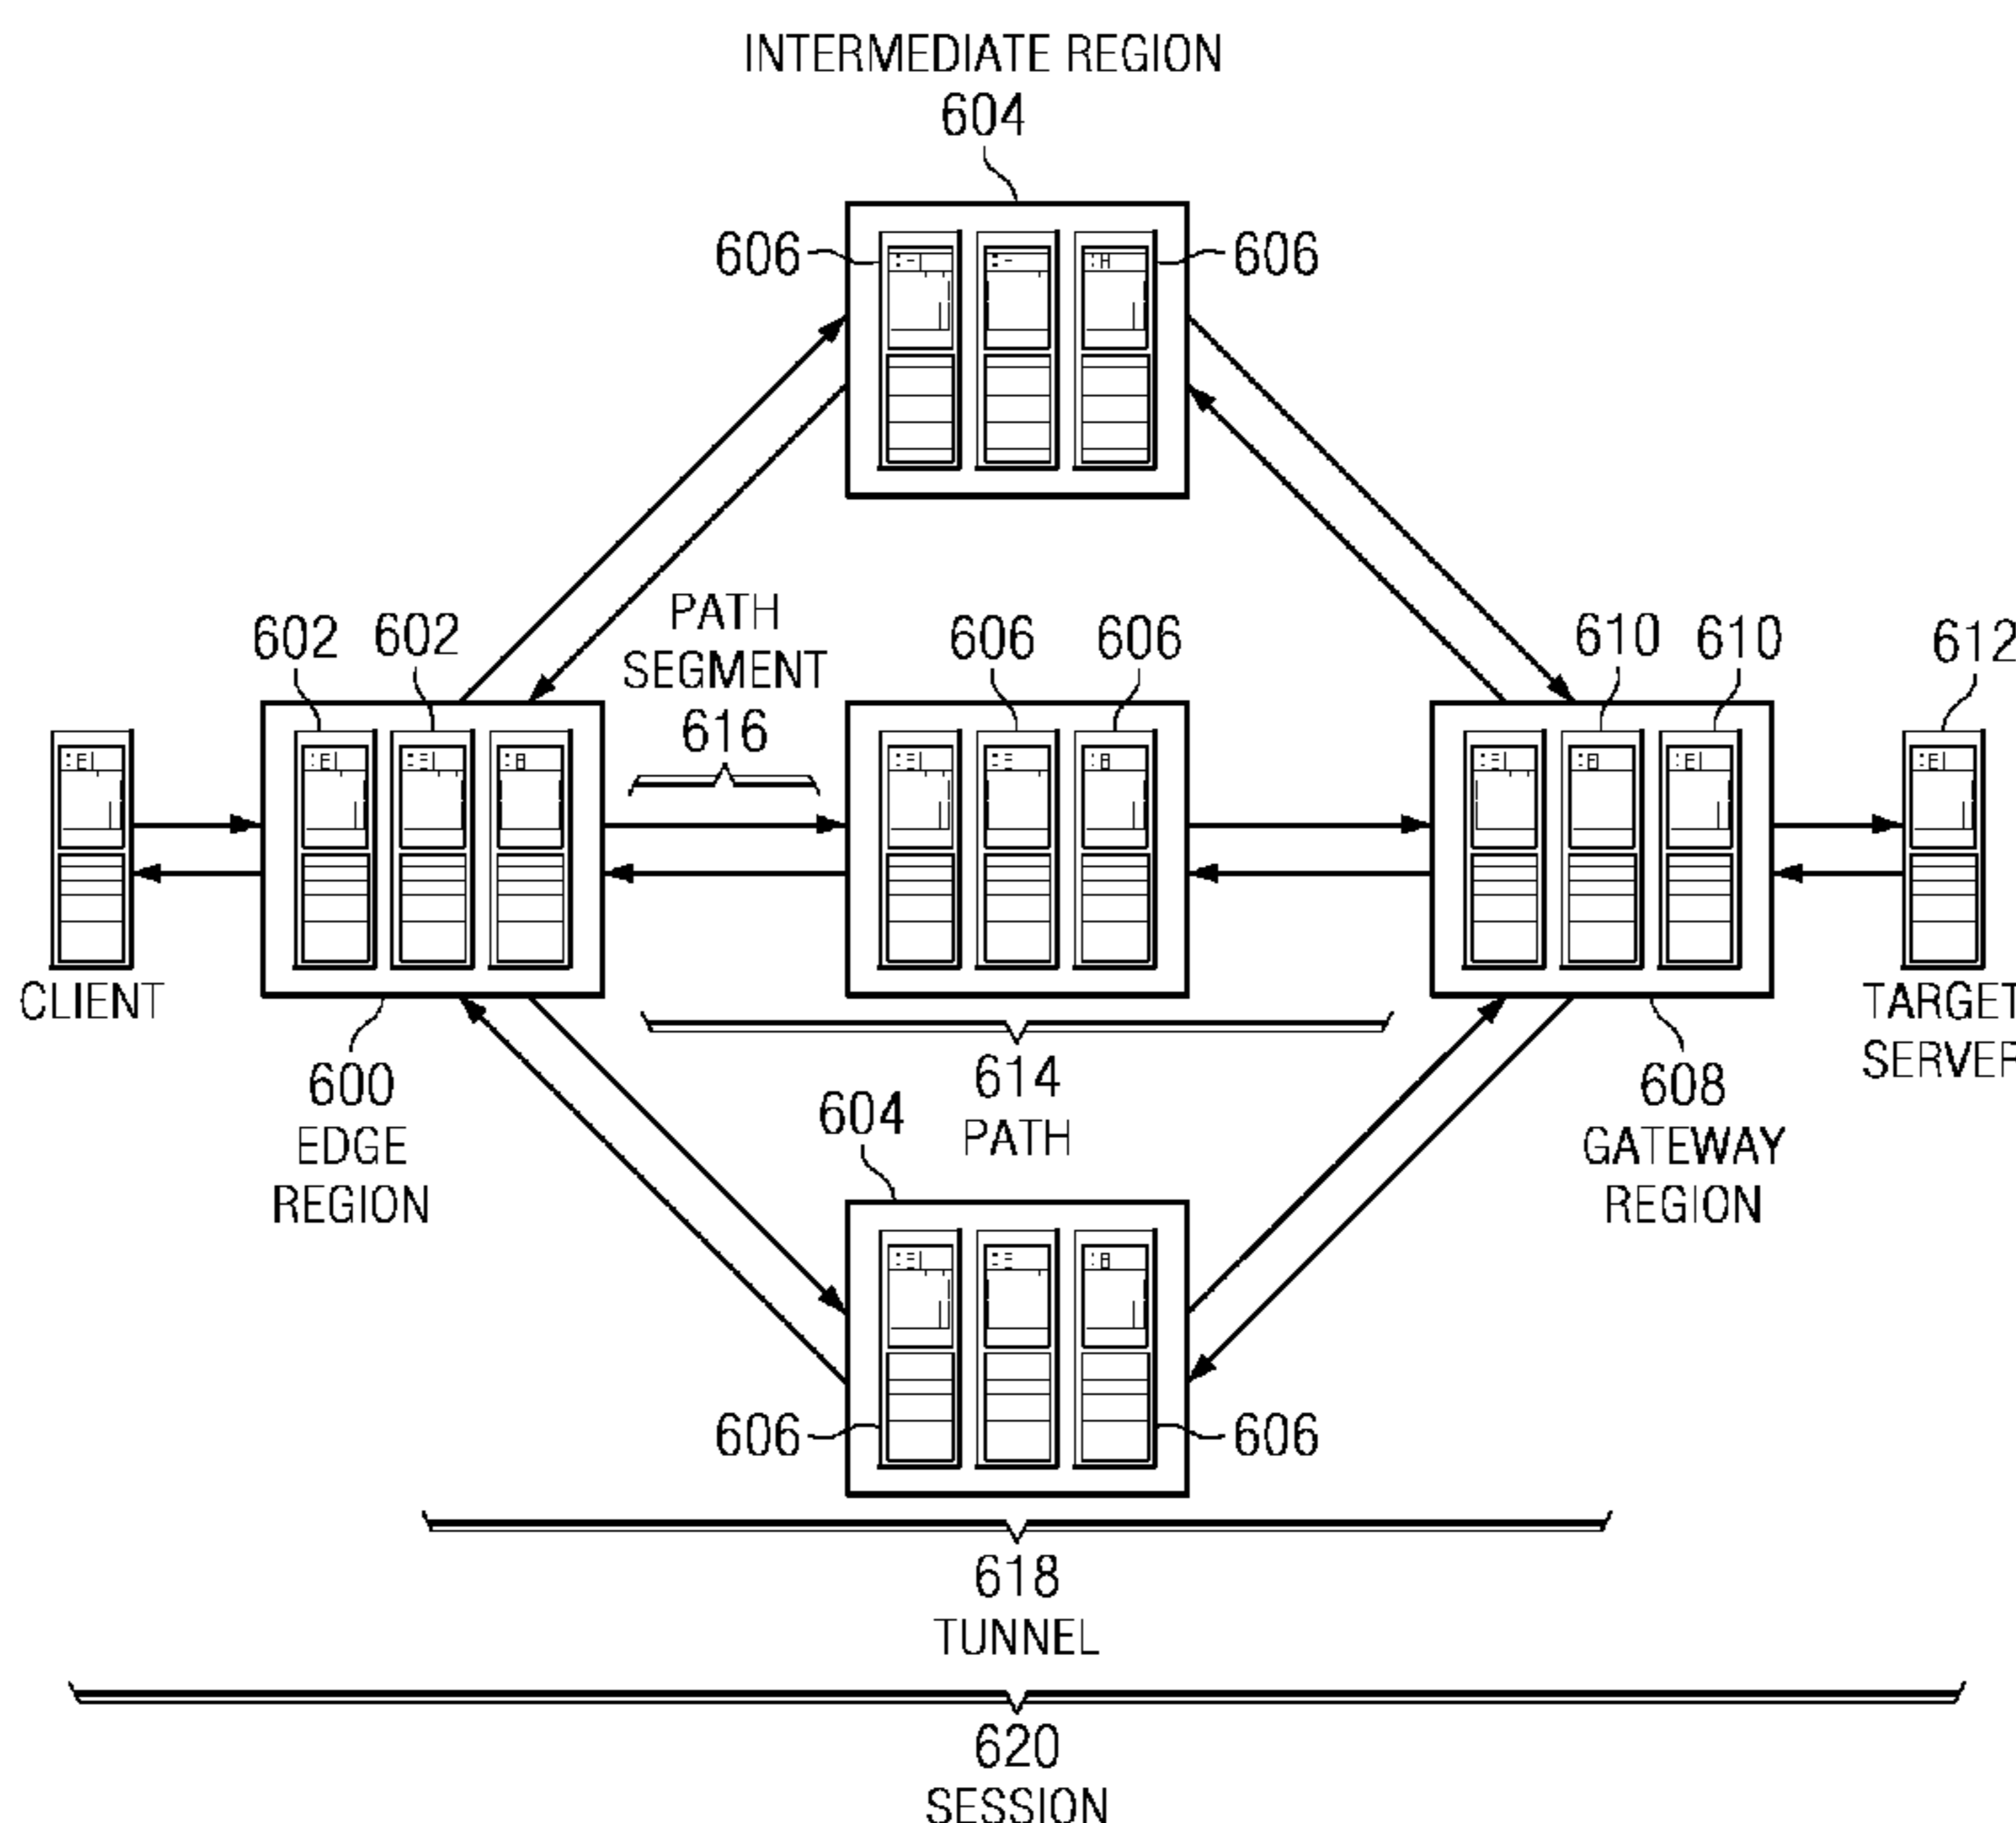 INTERMEDIATE REGION
604
606
606
PATH
SEGMENT
616
602
602
606
606
610
610
612
CLIENT
TARGET
SERVER
600
EDGE
REGION
614
PATH
608
GATEWAY
REGION
604
606
606
618
TUNNEL
620
SESSION